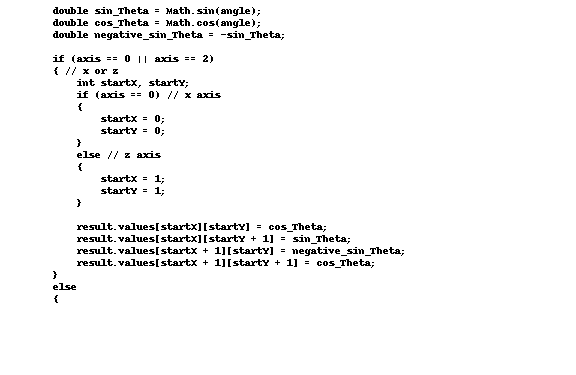 double sin_Theta = Math.sin(angle);
double cos_Theta = Math.cos(angle);
double negative_sin_Theta = -sin_Theta;

if (axis == 0 || axis == 2)
{ // x or z
    int startX, startY;
    if (axis == 0) // x axis
    {
        startX = 0;
        startY = 0;
    }
    else // z axis
    {
        startX = 1;
        startY = 1;
    }

    result.values[startX][startY] = cos_Theta;
    result.values[startX][startY + 1] = sin_Theta;
    result.values[startX + 1][startY] = negative_sin_Theta;
    result.values[startX + 1][startY + 1] = cos_Theta;
}
else
{